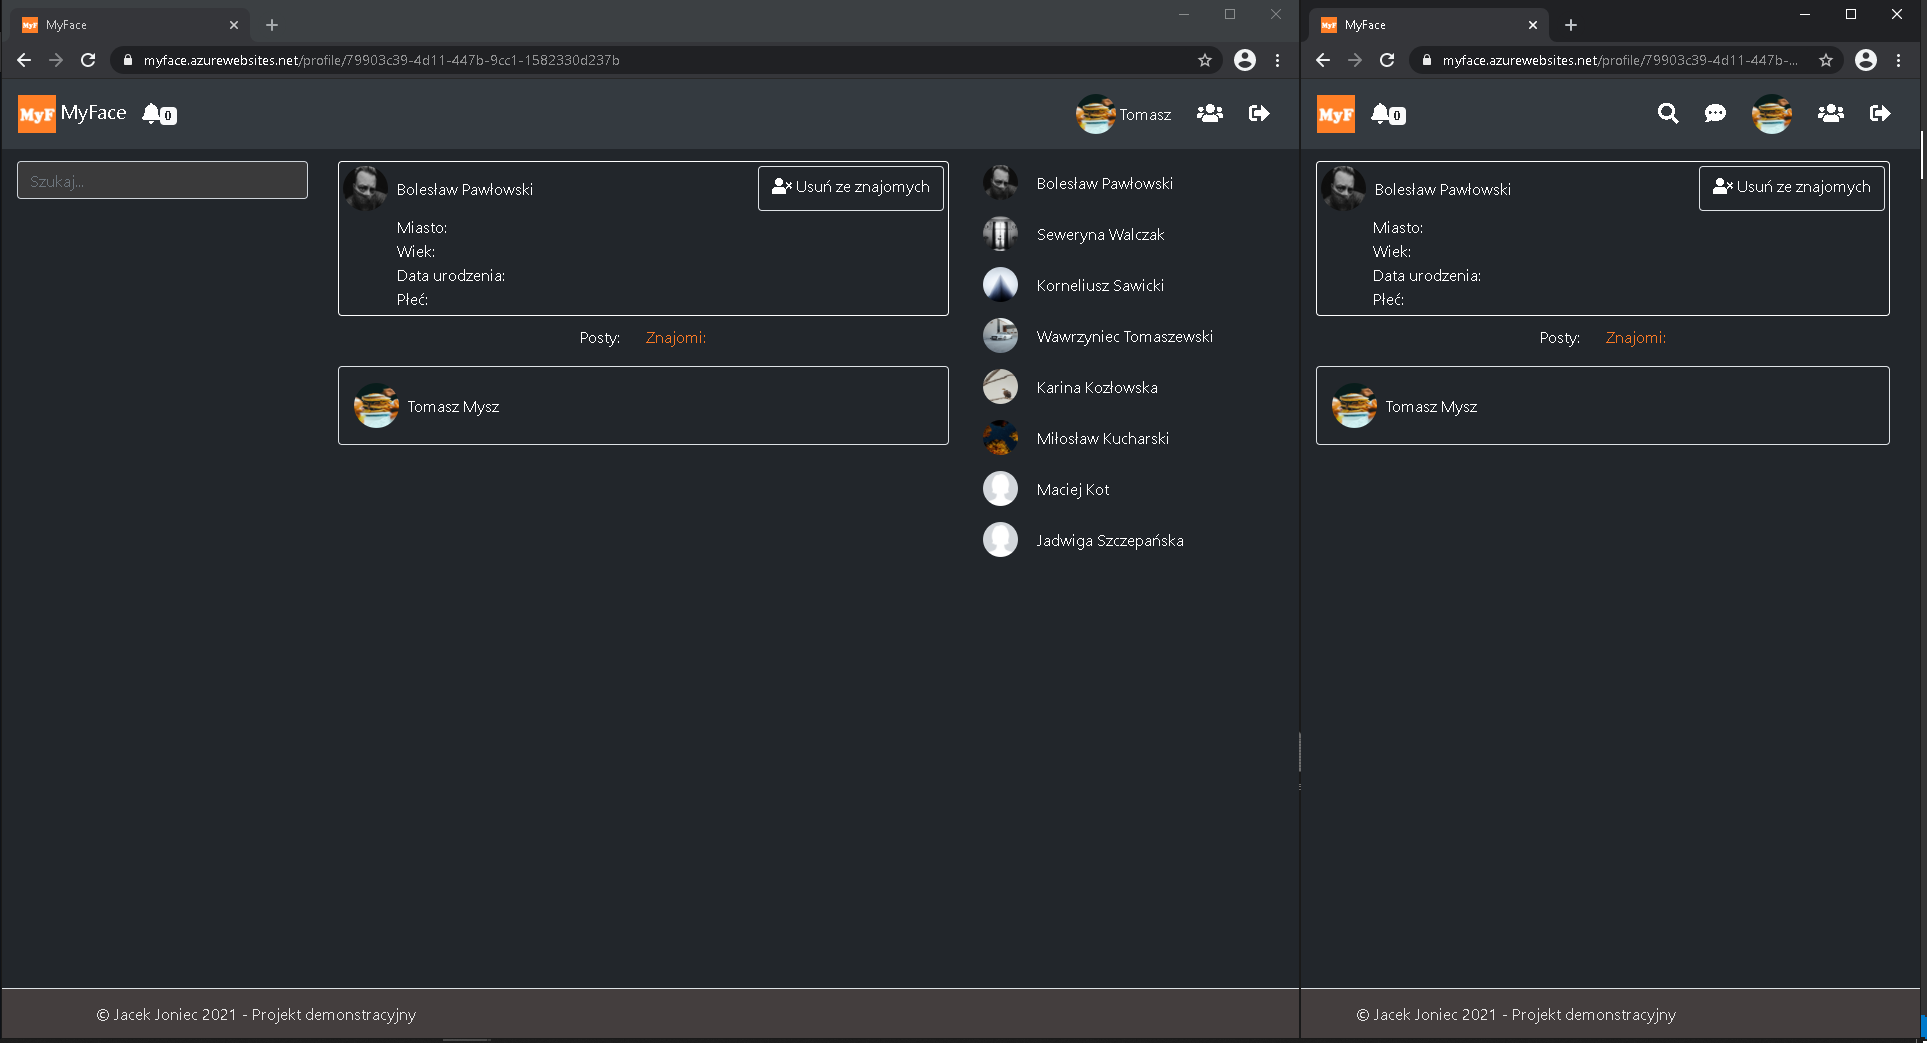 MyFace
myface.azurewebsites.net/profile/79903c39-4d11-447b-9cc1-1582330d237b
MyF MyFace 0
Tomasz
Szukaj...
Bolesław Pawłowski
Usuń ze znajomych
Miasto:
Wiek:
Data urodzenia:
Płeć:
Posty: Znajomi:
Tomasz Mysz
Bolesław Pawłowski
Seweryna Walczak
Korneliusz Sawicki
Wawrzyniec Tomaszewski
Karina Kozłowska
Miłosław Kucharski
Maciej Kot
Jadwiga Szczepańska
© Jacek Joniec 2021 - Projekt demonstracyjny
MyFace
myface.azurewebsites.net/profile/79903c39-4d11-447b-...
MyF 0
Bolesław Pawłowski
Usuń ze znajomych
Miasto:
Wiek:
Data urodzenia:
Płeć:
Posty: Znajomi:
Tomasz Mysz
© Jacek Joniec 2021 - Projekt demonstracyjny